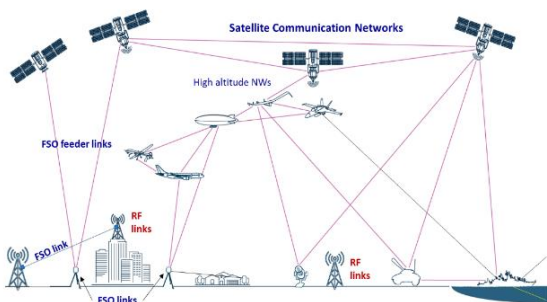 Satellite Communication Networks
High altitude NWs
FSO feeder links
RF
links
FSO link
RF
links
FSO links